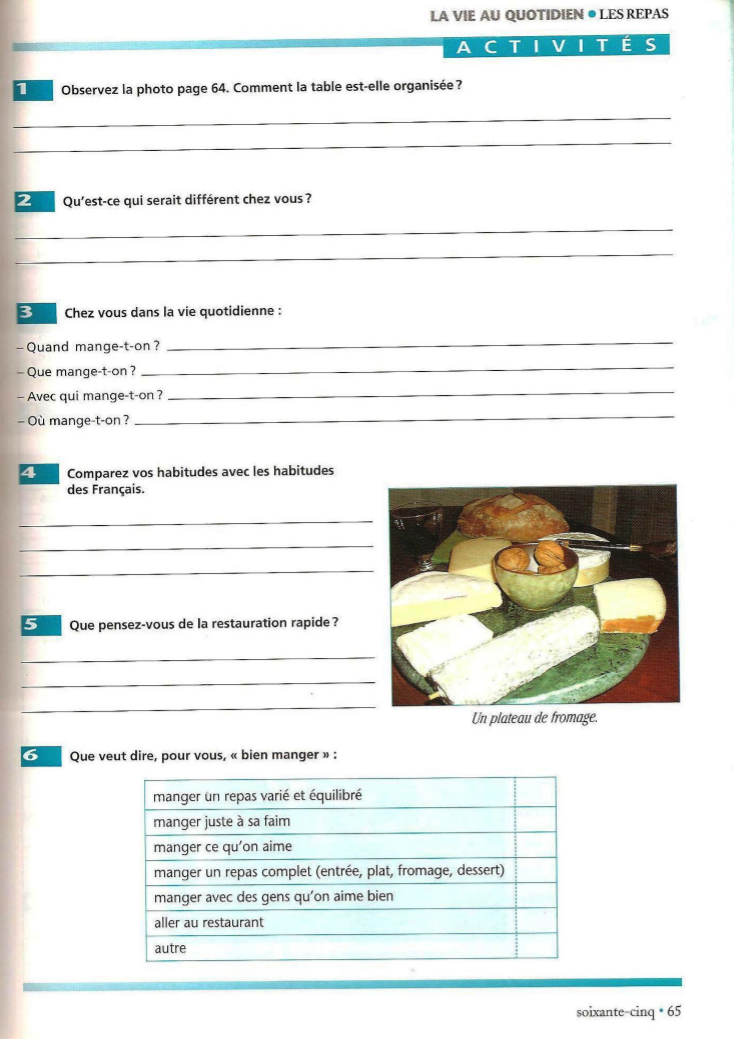 LA VIE AU QUOTIDIEN • LES REPAS
ACTIVITÉS
1 Observez la photo page 64. Comment la table est-elle organisée ?
2 Qu'est-ce qui serait différent chez vous ?
3 Chez vous dans la vie quotidienne :
– Quand mange-t-on ?
– Que mange-t-on ?
– Avec qui mange-t-on ?
– Où mange-t-on ?
4 Comparez vos habitudes avec les habitudes
des Français.
5 Que pensez-vous de la restauration rapide ?
Un plateau de fromage.
6 Que veut dire, pour vous, « bien manger » :
manger un repas varié et équilibré
manger juste à sa faim
manger ce qu'on aime
manger un repas complet (entrée, plat, fromage, dessert)
manger avec des gens qu'on aime bien
aller au restaurant
autre
soixante-cinq • 65